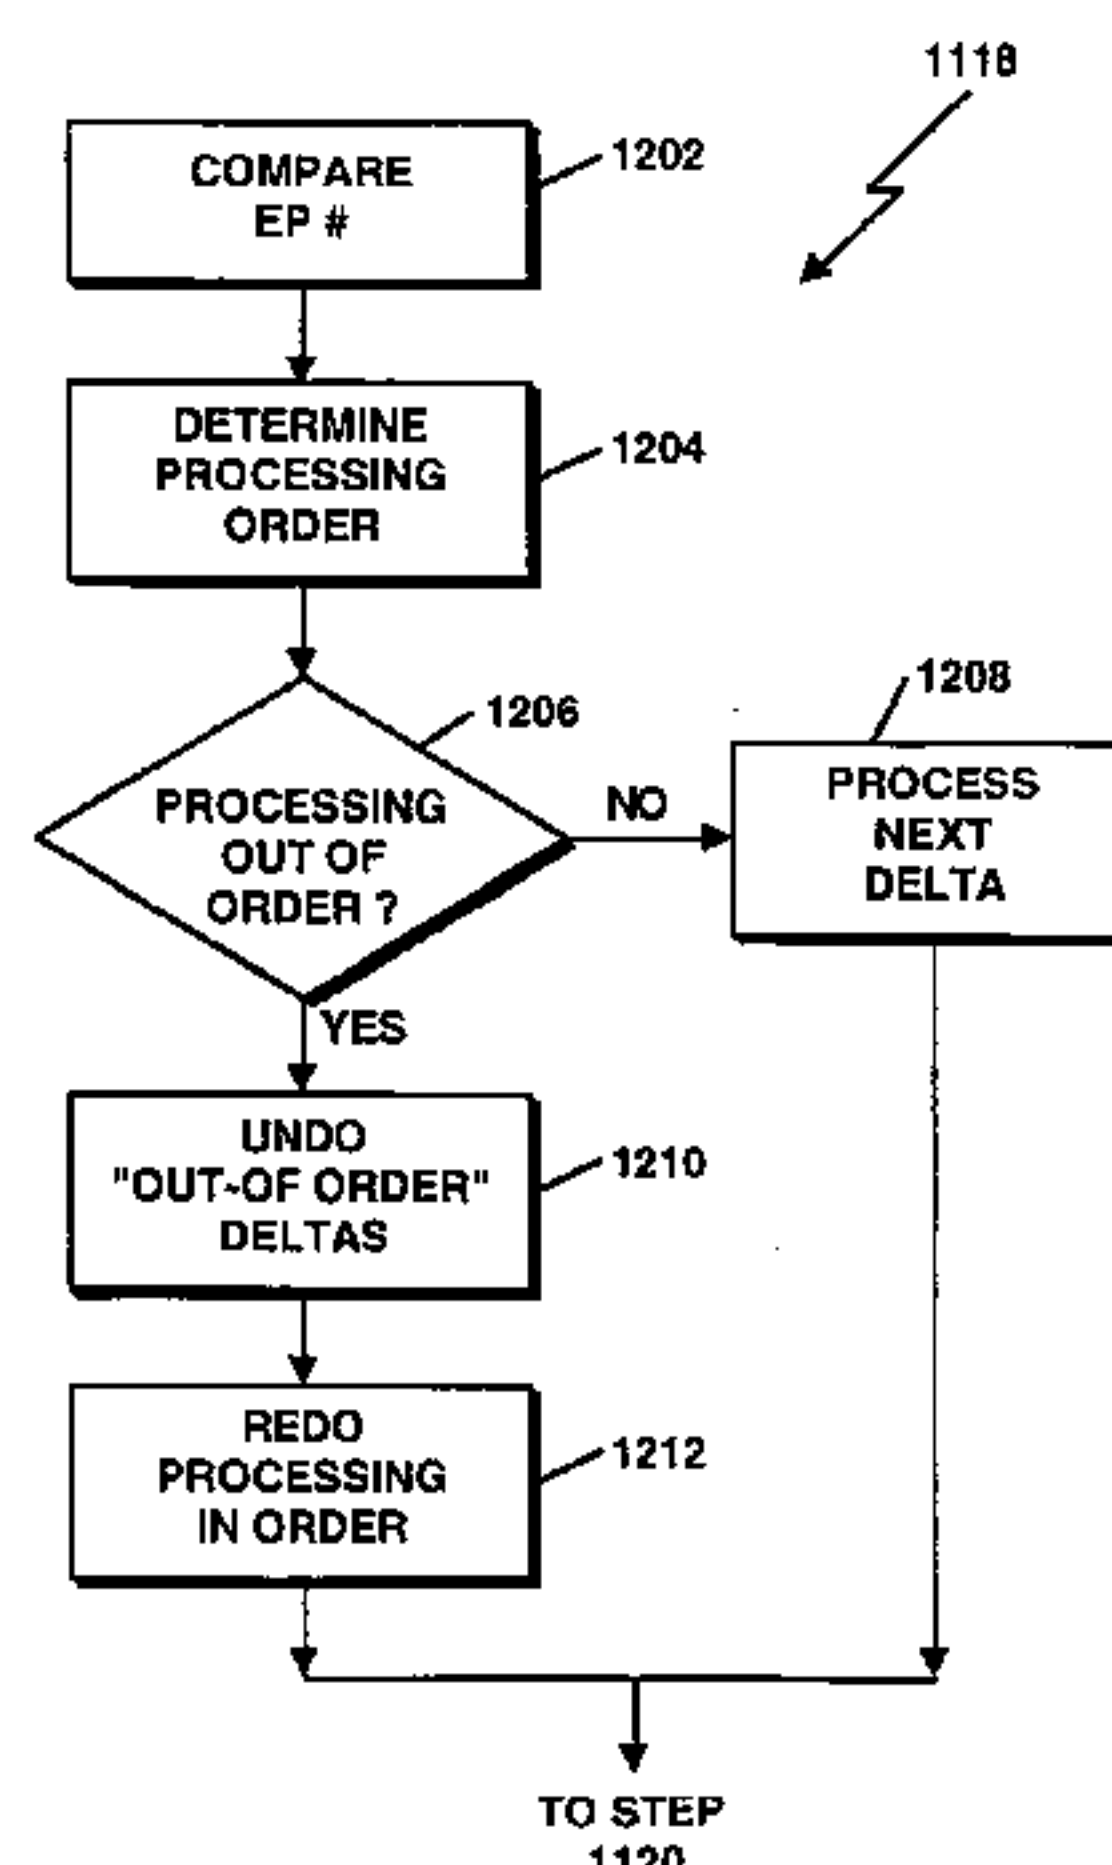 1118
COMPARE
EP #
1202
DETERMINE
PROCESSING
ORDER
1204
PROCESSING
OUT OF
ORDER ?
1206
NO
1208
PROCESS
NEXT
DELTA
YES
UNDO
"OUT-OF ORDER"
DELTAS
1210
REDO
PROCESSING
IN ORDER
1212
TO STEP
1120